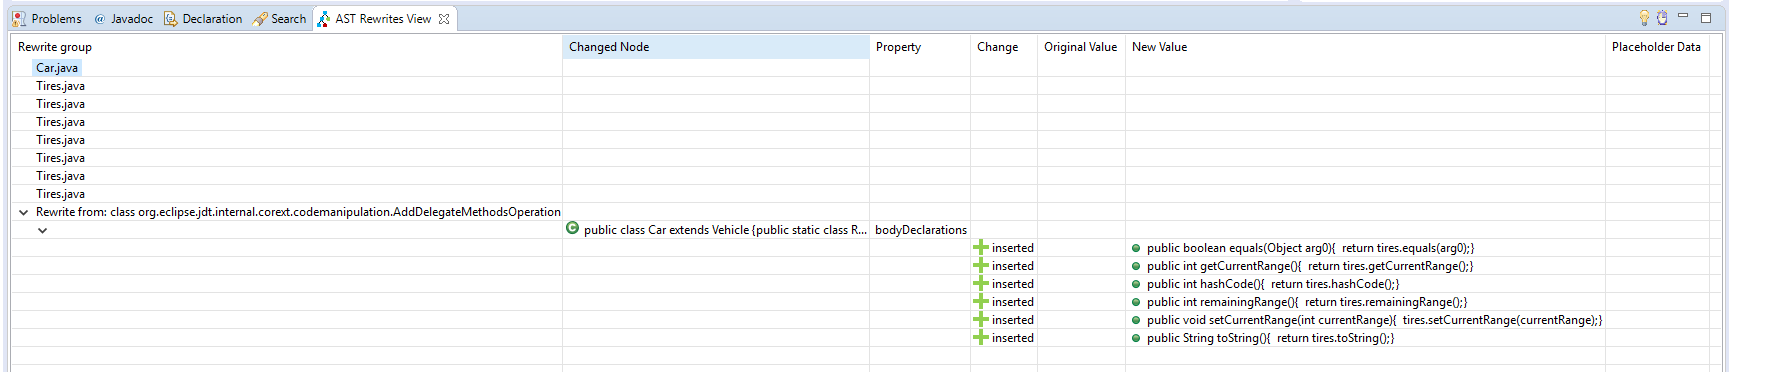 Problems @ Javadoc Declaration Search AST Rewrites View
Rewrite group Changed Node Property Change Original Value New Value Placeholder Data
Car.java
Tires.java
Tires.java
Tires.java
Tires.java
Tires.java
Tires.java
Tires.java
Rewrite from: class org.eclipse.jdt.internal.corext.codemanipulation.AddDelegateMethodsOperation
C public class Car extends Vehicle {public static class R... bodyDeclarations
inserted public boolean equals(Object arg0){ return tires.equals(arg0);}
inserted public int getCurrentRange(){ return tires.getCurrentRange();}
inserted public int hashCode(){ return tires.hashCode();}
inserted public int remainingRange(){ return tires.remainingRange();}
inserted public void setCurrentRange(int currentRange){ tires.setCurrentRange(currentRange);}
inserted public String toString(){ return tires.toString();}